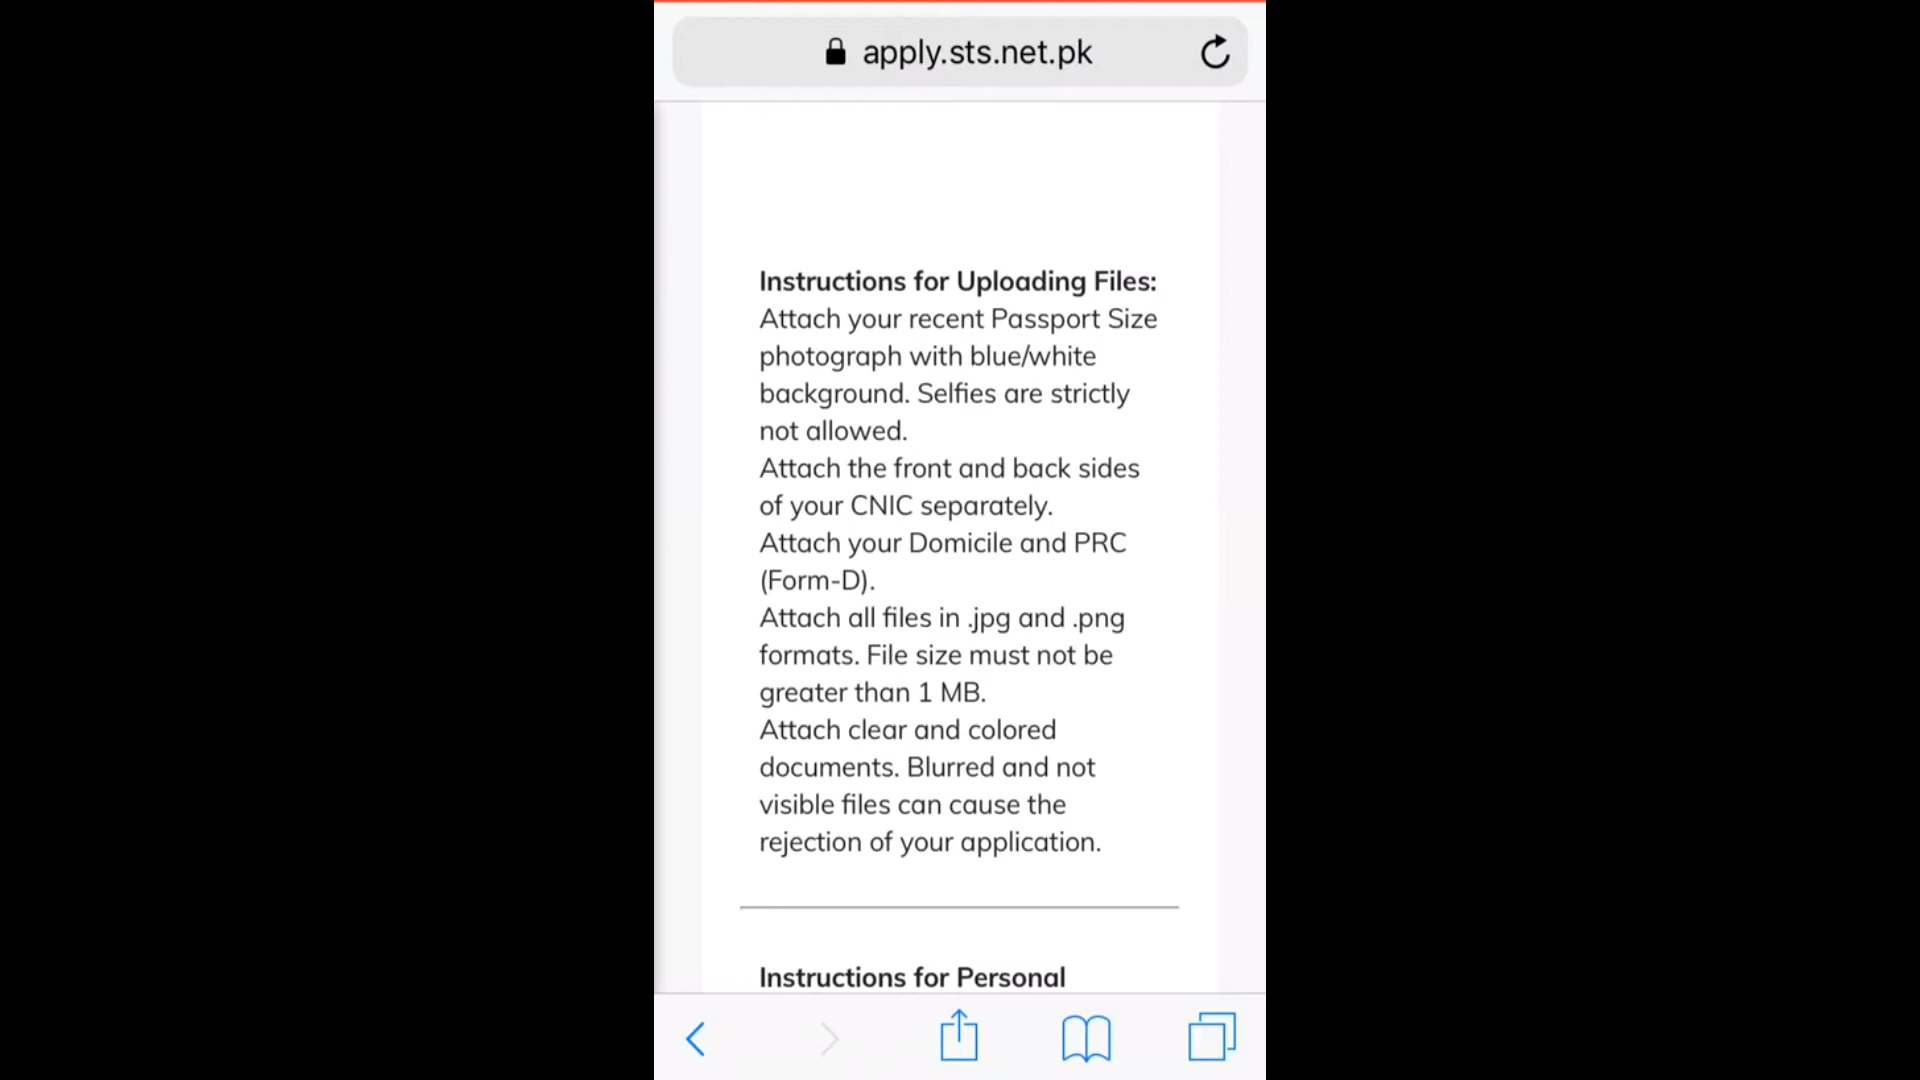 apply.sts.net.pk
Instructions for Uploading Files:
Attach your recent Passport Size
photograph with blue/white
background. Selfies are strictly
not allowed.
Attach the front and back sides
of your CNIC separately.
Attach your Domicile and PRC
(Form-D).
Attach all files in .jpg and .png
formats. File size must not be
greater than 1 MB.
Attach clear and colored
documents. Blurred and not
visible files can cause the
rejection of your application.
Instructions for Personal